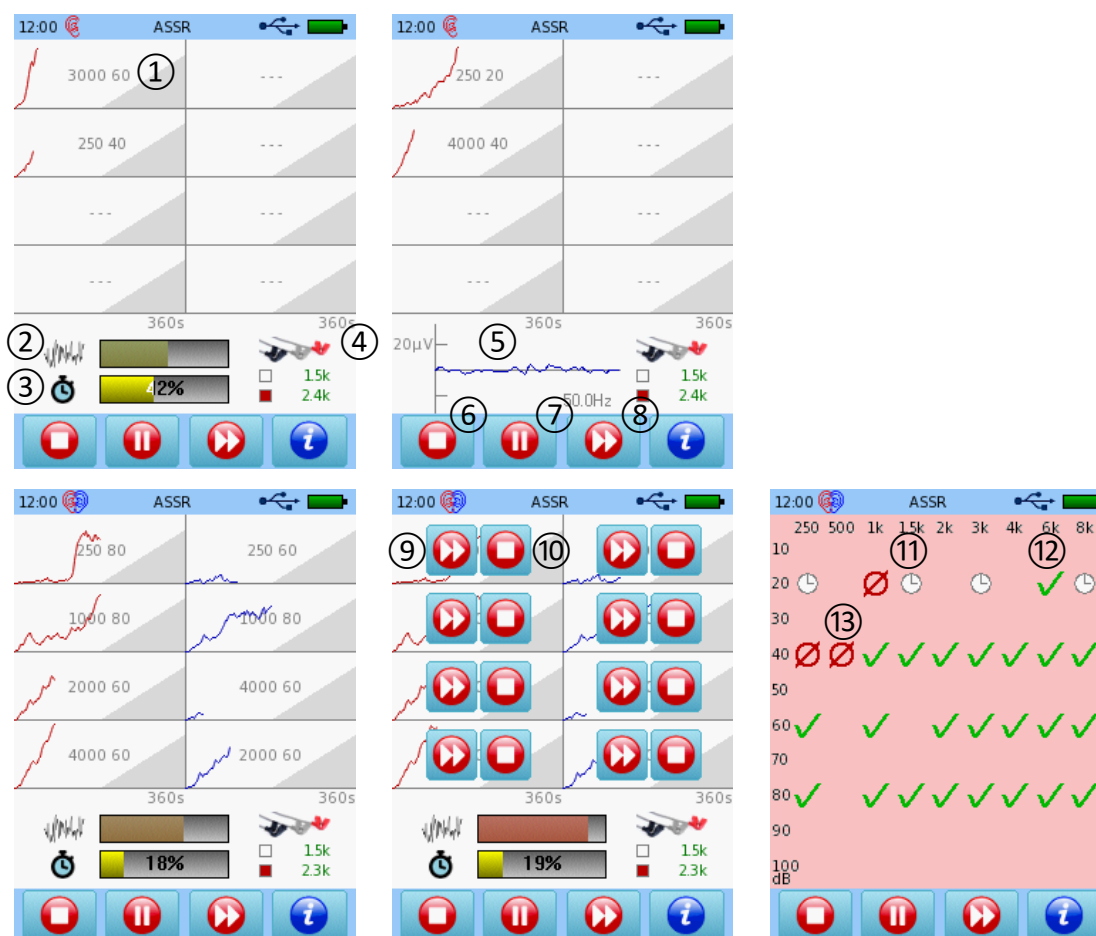 12:00 ASSR
3000 60 ① ---
250 40 ---
--- ---
--- ---
360s 360s
② ④
③ 42%
1.5k
2.4k
12:00 ASSR
250 20 ---
4000 40 ---
--- ---
--- ---
360s 360s
20µV ⑤
1.5k
50.0Hz 2.4k
⑥ ⑦ ⑧
i
i
12:00 ASSR
250 80 250 60
1000 80 1000 80
2000 60 4000 60
4000 60 2000 60
360s 360s
1.5k
18% 2.3k
i
12:00 ASSR
⑨ ⑩
360s 360s
1.5k
19% 2.3k
i
12:00 ASSR
250 500 1k 1.5k 2k 3k 4k 6k 8k
⑪ ⑫
10
20
30
⑬
40
50
60
70
80
90
100
dB
i